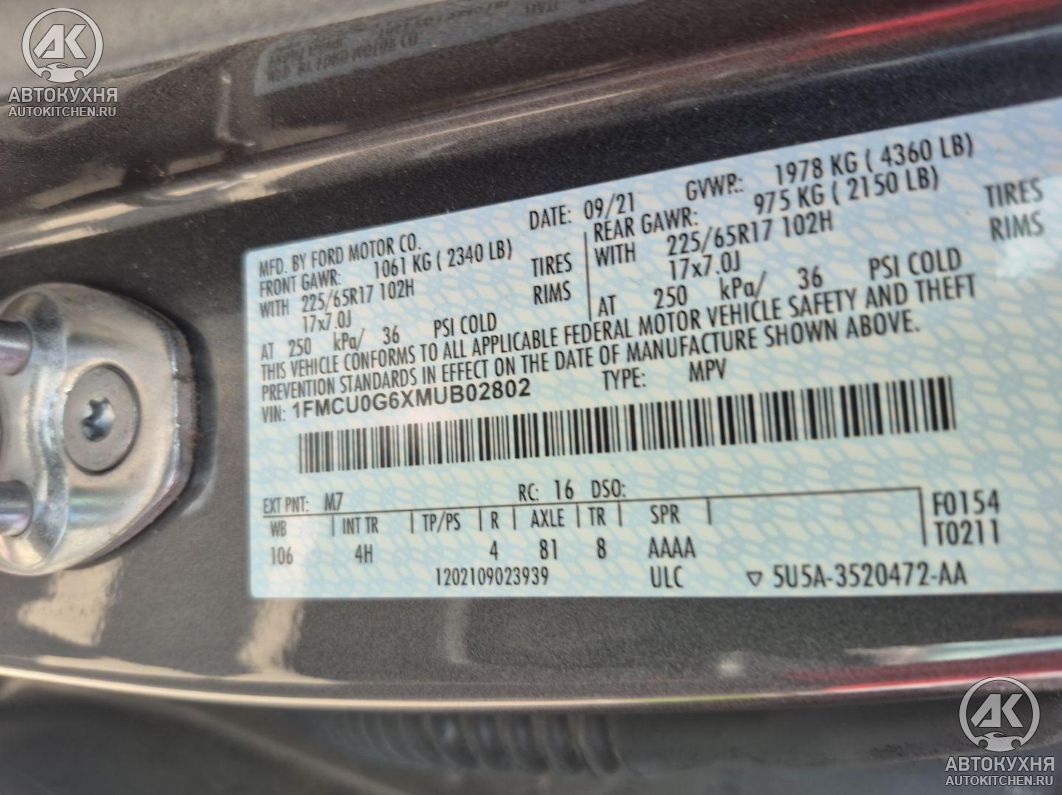 АК
АВТОКУХНЯ
AUTOKITCHEN.RU
MFD. BY FORD MOTOR CO.
DATE: 09/21
GVWR: 1978 KG ( 4360 LB)
FRONT GAWR: 1061 KG ( 2340 LB)
REAR GAWR: 975 KG ( 2150 LB)
WITH 225/65R17 102H TIRES
WITH 225/65R17 102H TIRES
17x7.0J RIMS
17x7.0J RIMS
AT 250 kPa/ 36 PSI COLD
AT 250 kPa/ 36 PSI COLD
THIS VEHICLE CONFORMS TO ALL APPLICABLE FEDERAL MOTOR VEHICLE SAFETY AND THEFT
PREVENTION STANDARDS IN EFFECT ON THE DATE OF MANUFACTURE SHOWN ABOVE.
VIN: 1FMCU0G6XMUB02802 TYPE: MPV
EXT PNT: M7 RC: 16 DSO:
WB INT TR TP/PS R AXLE TR SPR F0154
106 4H 4 81 8 AAAA T0211
1202109023939 ULC 5U5A-3520472-AA
АК
АВТОКУХНЯ
AUTOKITCHEN.RU